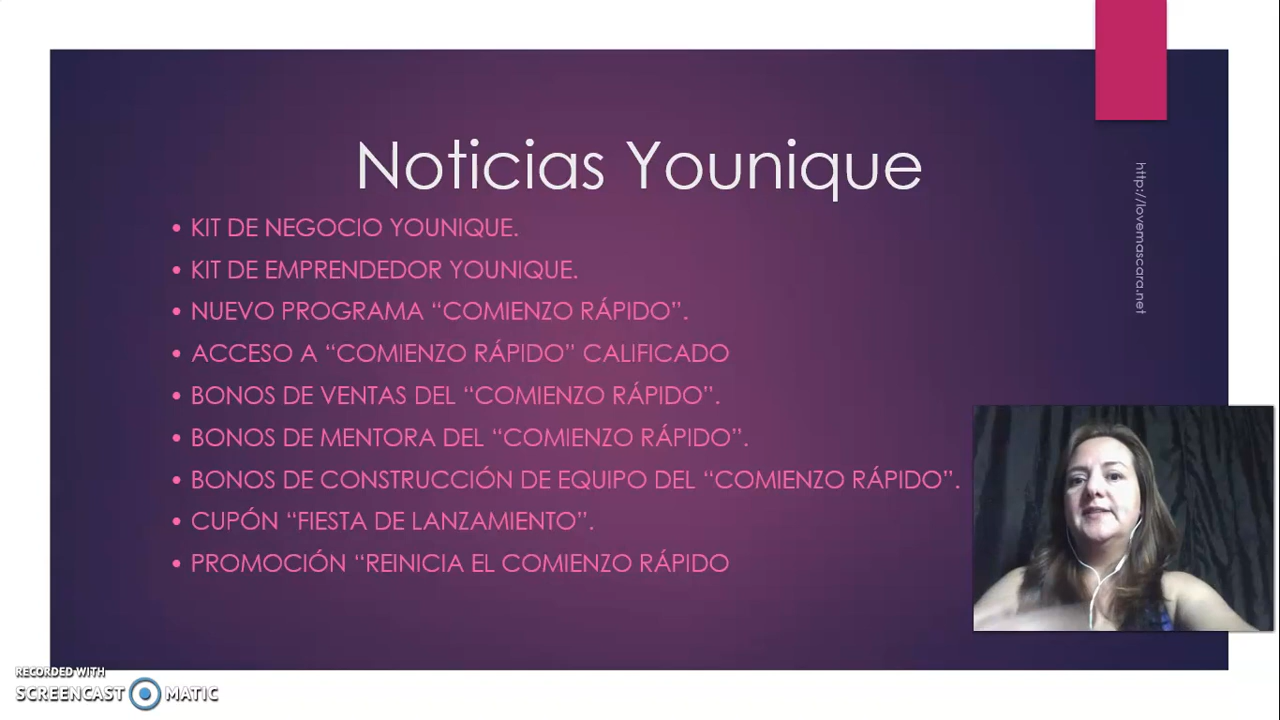 Noticias Younique
• KIT DE NEGOCIO YOUNIQUE.
• KIT DE EMPRENDEDOR YOUNIQUE.
• NUEVO PROGRAMA “COMIENZO RÁPIDO”.
• ACCESO A “COMIENZO RÁPIDO” CALIFICADO
• BONOS DE VENTAS DEL “COMIENZO RÁPIDO”.
• BONOS DE MENTORA DEL “COMIENZO RÁPIDO”.
• BONOS DE CONSTRUCCIÓN DE EQUIPO DEL “COMIENZO RÁPIDO”.
• CUPÓN “FIESTA DE LANZAMIENTO”.
• PROMOCIÓN “REINICIA EL COMIENZO RÁPIDO
http://lovemascara.net
RECORDED WITH
SCREENCAST MATIC